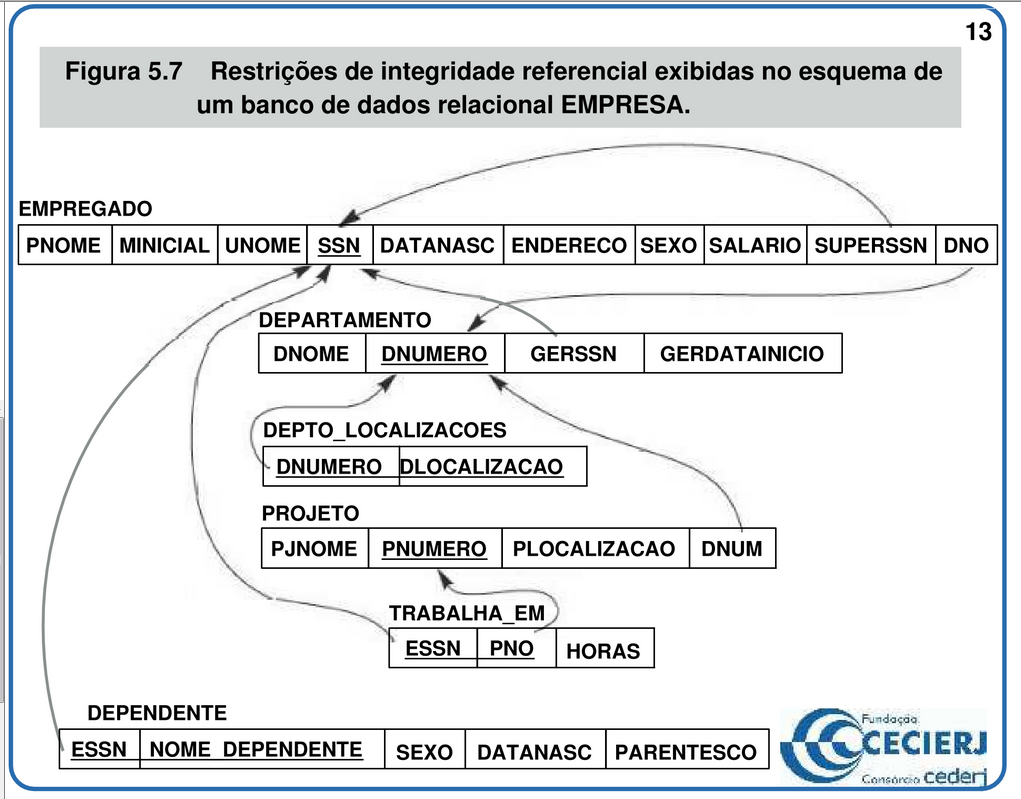 13
Figura 5.7 Restrições de integridade referencial exibidas no esquema de
um banco de dados relacional EMPRESA.
EMPREGADO
PNOME MINICIAL UNOME SSN DATANASC ENDERECO SEXO SALARIO SUPERSSN DNO
DEPARTAMENTO
DNOME DNUMERO GERSSN GERDATAINICIO
DEPTO_LOCALIZACOES
DNUMERO DLOCALIZACAO
PROJETO
PJNOME PNUMERO PLOCALIZACAO DNUM
TRABALHA_EM
ESSN PNO HORAS
DEPENDENTE
ESSN NOME_DEPENDENTE SEXO DATANASC PARENTESCO
Fundação
CECIERJ
Consórcio cederj